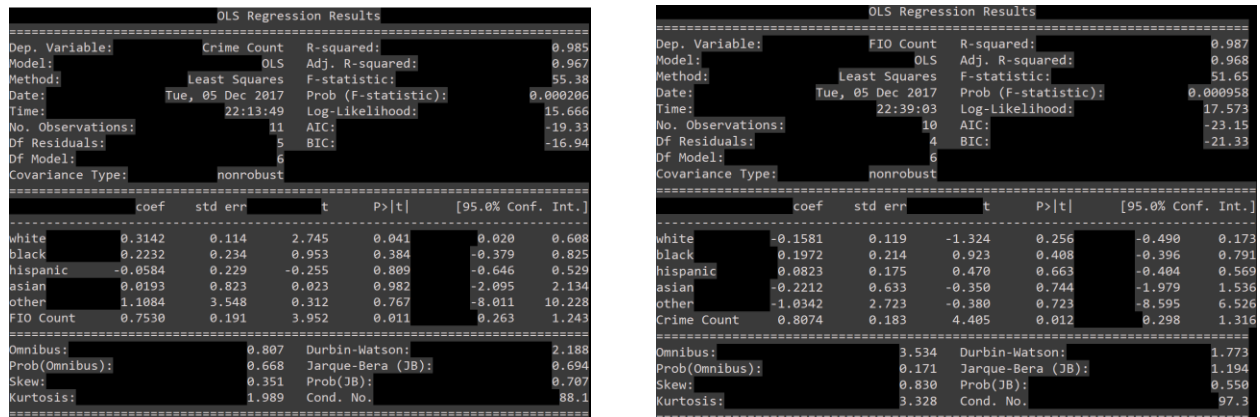 OLS Regression Results
Dep. Variable: Crime Count R-squared: 0.985
Model: OLS Adj. R-squared: 0.967
Method: Least Squares F-statistic: 55.38
Date: Tue, 05 Dec 2017 Prob (F-statistic): 0.000206
Time: 22:13:49 Log-Likelihood: 15.666
No. Observations: 11 AIC: -19.33
Df Residuals: 5 BIC: -16.94
Df Model: 6
Covariance Type: nonrobust
coef std err t P>|t| [95.0% Conf. Int.]
white 0.3142 0.114 2.745 0.041 0.020 0.608
black 0.2232 0.234 0.953 0.384 -0.379 0.825
hispanic -0.0584 0.229 -0.255 0.809 -0.646 0.529
asian 0.0193 0.823 0.023 0.982 -2.095 2.134
other 1.1084 3.548 0.312 0.767 -8.011 10.228
FIO Count 0.7530 0.191 3.952 0.011 0.263 1.243
Omnibus: 0.807 Durbin-Watson: 2.188
Prob(Omnibus): 0.668 Jarque-Bera (JB): 0.694
Skew: 0.351 Prob(JB): 0.707
Kurtosis: 1.989 Cond. No. 88.1
OLS Regression Results
Dep. Variable: FIO Count R-squared: 0.987
Model: OLS Adj. R-squared: 0.968
Method: Least Squares F-statistic: 51.65
Date: Tue, 05 Dec 2017 Prob (F-statistic): 0.000958
Time: 22:39:03 Log-Likelihood: 17.573
No. Observations: 10 AIC: -23.15
Df Residuals: 4 BIC: -21.33
Df Model: 6
Covariance Type: nonrobust
coef std err t P>|t| [95.0% Conf. Int.]
white -0.1581 0.119 -1.324 0.256 -0.490 0.173
black 0.1972 0.214 0.923 0.408 -0.396 0.791
hispanic 0.0823 0.175 0.470 0.663 -0.404 0.569
asian -0.2212 0.633 -0.350 0.744 -1.979 1.536
other -1.0342 2.723 -0.380 0.723 -8.595 6.526
Crime Count 0.8074 0.183 4.405 0.012 0.298 1.316
Omnibus: 3.534 Durbin-Watson: 1.773
Prob(Omnibus): 0.171 Jarque-Bera (JB): 1.194
Skew: 0.830 Prob(JB): 0.550
Kurtosis: 3.328 Cond. No. 97.3